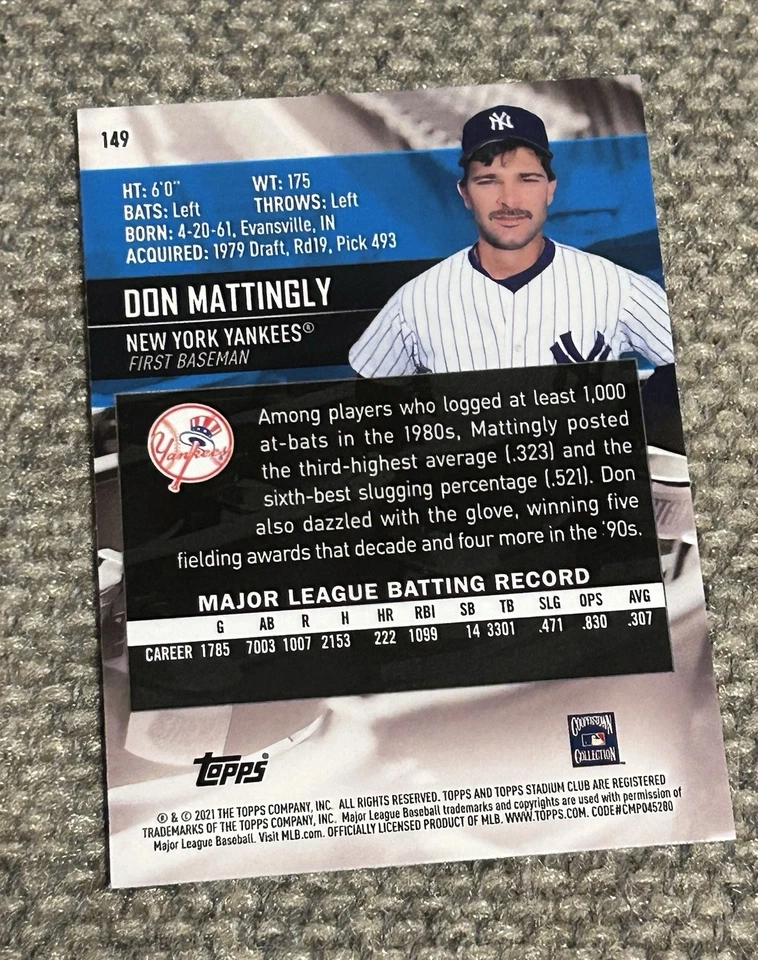 149
NY
HT: 6'0" WT: 175
BATS: Left THROWS: Left
BORN: 4-20-61, Evansville, IN
ACQUIRED: 1979 Draft, Rd19, Pick 493
DON MATTINGLY
NEW YORK YANKEES®
FIRST BASEMAN
Yankees
Among players who logged at least 1,000
at-bats in the 1980s, Mattingly posted
the third-highest average (.323) and the
sixth-best slugging percentage (.521). Don
also dazzled with the glove, winning five
fielding awards that decade and four more in the '90s.
MAJOR LEAGUE BATTING RECORD
G AB R H HR RBI SB TB SLG OPS AVG
CAREER 1785 7003 1007 2153 222 1099 14 3301 .471 .830 .307
COOPERSTOWN
COLLECTION
Topps
® & © 2021 THE TOPPS COMPANY, INC. ALL RIGHTS RESERVED. TOPPS AND TOPPS STADIUM CLUB ARE REGISTERED
TRADEMARKS OF THE TOPPS COMPANY, INC. Major League Baseball trademarks and copyrights are used with permission of
Major League Baseball. Visit MLB.com. OFFICIALLY LICENSED PRODUCT OF MLB. WWW.TOPPS.COM. CODE#CMP045280